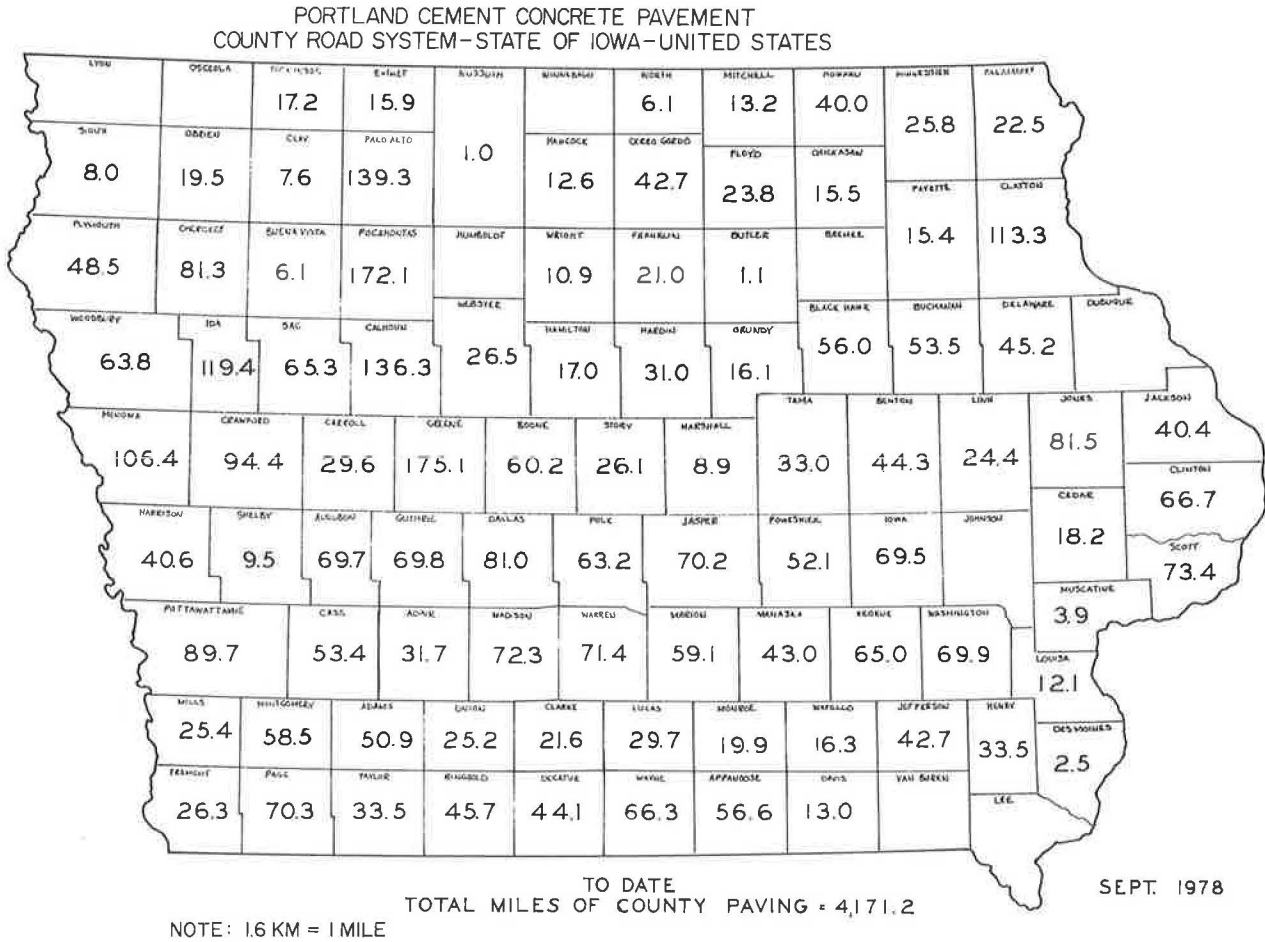 PORTLAND CEMENT CONCRETE PAVEMENT
COUNTY ROAD SYSTEM-STATE OF IOWA-UNITED STATES
LYON OSCEOLA DICKINSON EMMET KOSSUTH WINNEBAGO WORTH MITCHELL HOWARD WINNESHIEK ALLAMAKEE
17.2 15.9 1.0 6.1 13.2 40.0 25.8 22.5
SIOUX OBRIEN CLAY PALO ALTO HANCOCK CERRO GORDO FLOYD CHICKASAW FAYETTE CLAYTON
8.0 19.5 7.6 139.3 12.6 42.7 23.8 15.5 15.4 113.3
PLYMOUTH CHEROKEE BUENA VISTA POCAHONTAS HUMBOLDT WRIGHT FRANKLIN BUTLER BREMER
48.5 81.3 6.1 172.1 10.9 21.0 1.1
WOODBURY IDA SAC CALHOUN WEBSTER HAMILTON HARDIN GRUNDY BLACK HAWK BUCHANAN DELAWARE DUBUQUE
63.8 119.4 65.3 136.3 26.5 17.0 31.0 16.1 56.0 53.5 45.2
MONONA CRAWFORD CARROLL GREENE BOONE STORY MARSHALL TAMA BENTON LINN JONES JACKSON
106.4 94.4 29.6 175.1 60.2 26.1 8.9 33.0 44.3 24.4 81.5 40.4
CLINTON
66.7
HARRISON SHELBY AUDUBON GUTHRIE DALLAS POLK JASPER POWESHIEK IOWA JOHNSON CEDAR SCOTT
40.6 9.5 69.7 69.8 81.0 63.2 70.2 52.1 69.5 18.2 73.4
MUSCATINE
3.9
POTTAWATTAMIE CASS ADAIR MADISON WARREN MARION MAHASKA KEOKUK WASHINGTON LOUISA
89.7 53.4 31.7 72.3 71.4 59.1 43.0 65.0 69.9 12.1
MILLS MONTGOMERY ADAMS UNION CLARKE LUCAS MONROE WAPELLO JEFFERSON HENRY DES MOINES
25.4 58.5 50.9 25.2 21.6 29.7 19.9 16.3 42.7 33.5 2.5
FREMONT PAGE TAYLOR RINGGOLD DECATUR WAYNE APPANOOSE DAVIS VAN BUREN LEE
26.3 70.3 33.5 45.7 44.1 66.3 56.6 13.0
TO DATE
TOTAL MILES OF COUNTY PAVING = 4,171.2
SEPT. 1978
NOTE: 1.6 KM = 1 MILE